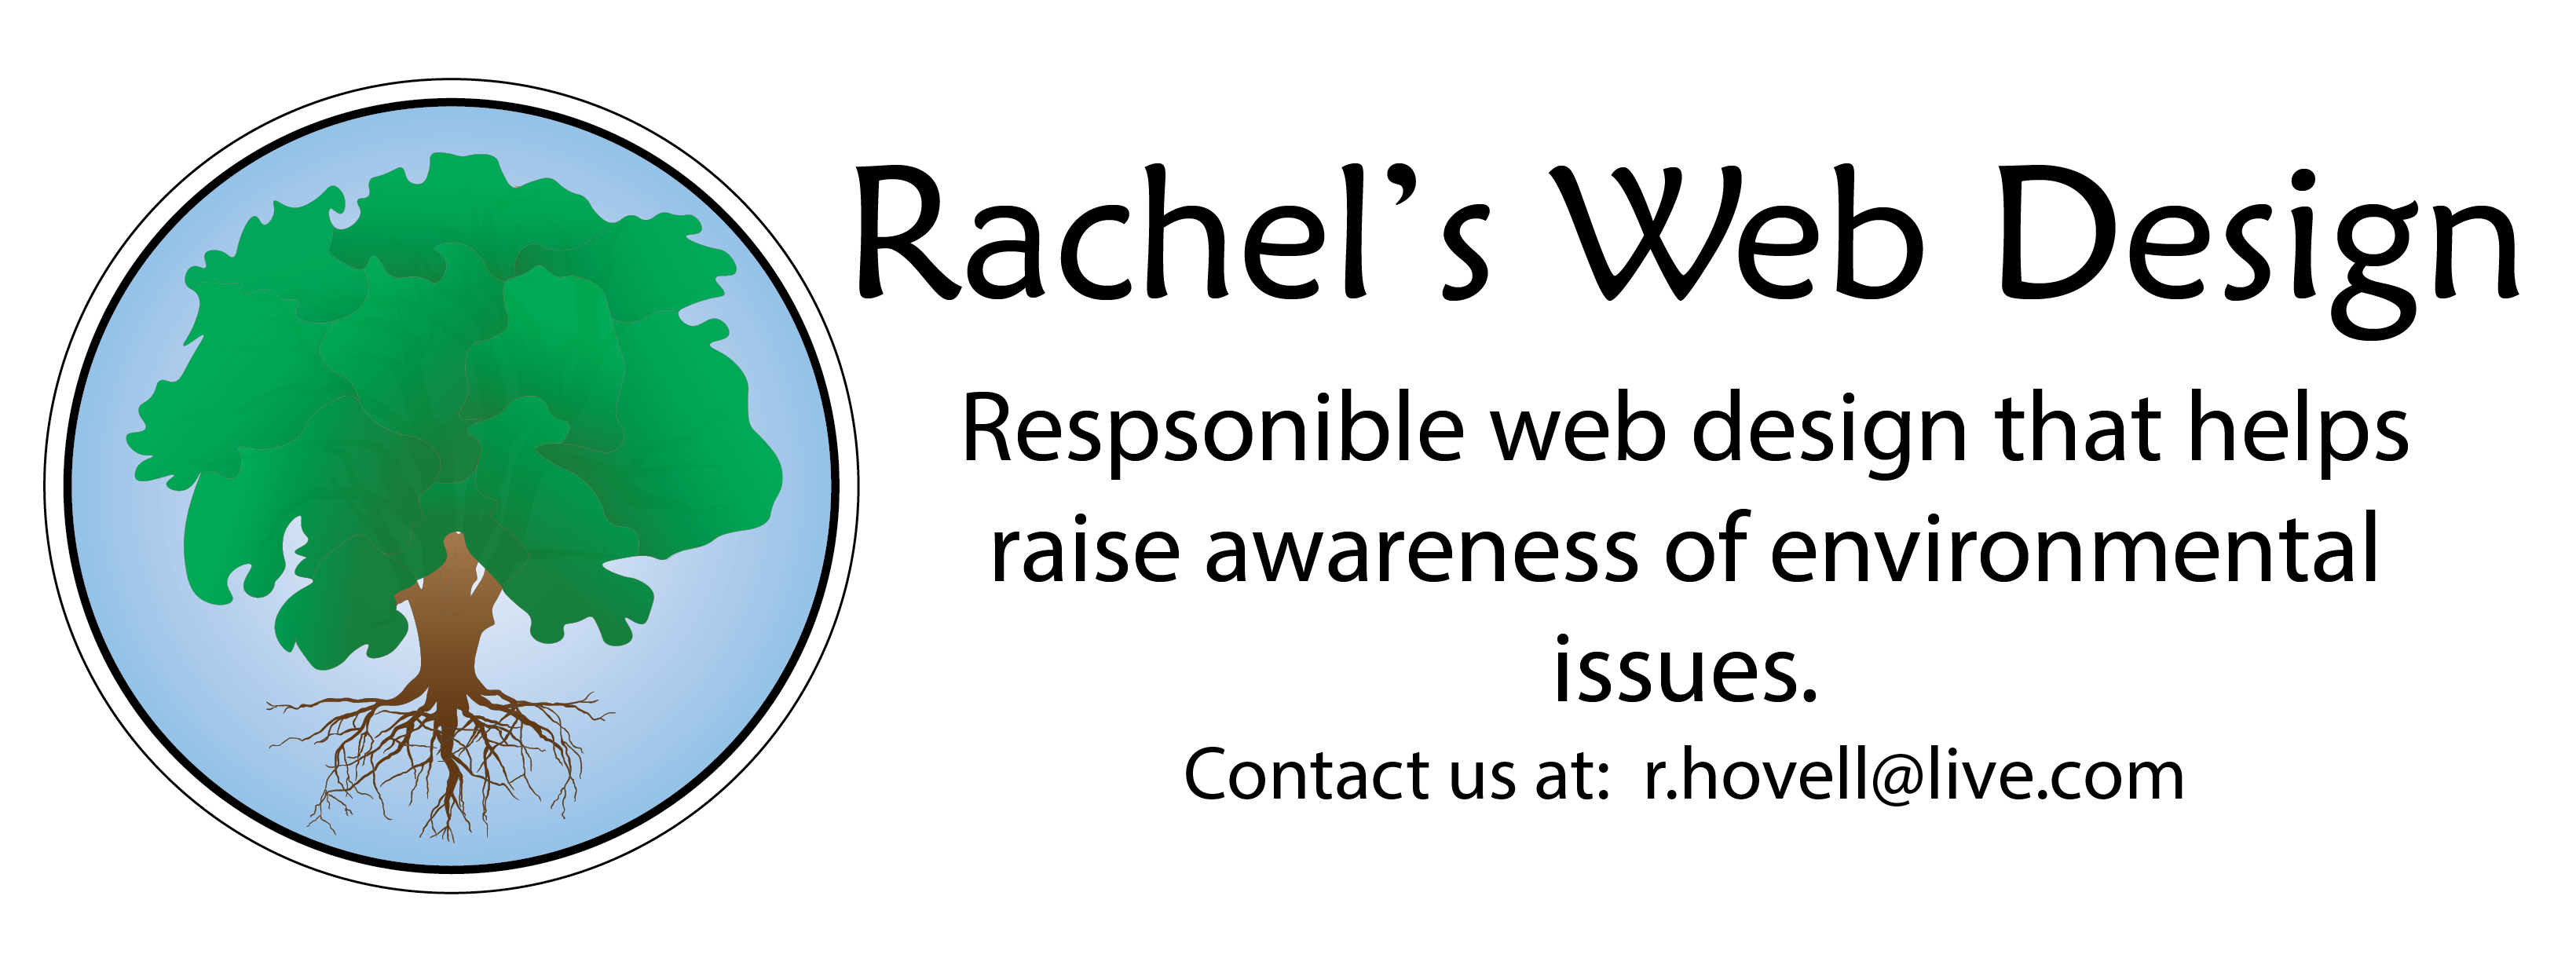 Rachel’s Web Design
Respsonible web design that helps
raise awareness of environmental
issues.
Contact us at:  r.hovell@live.com